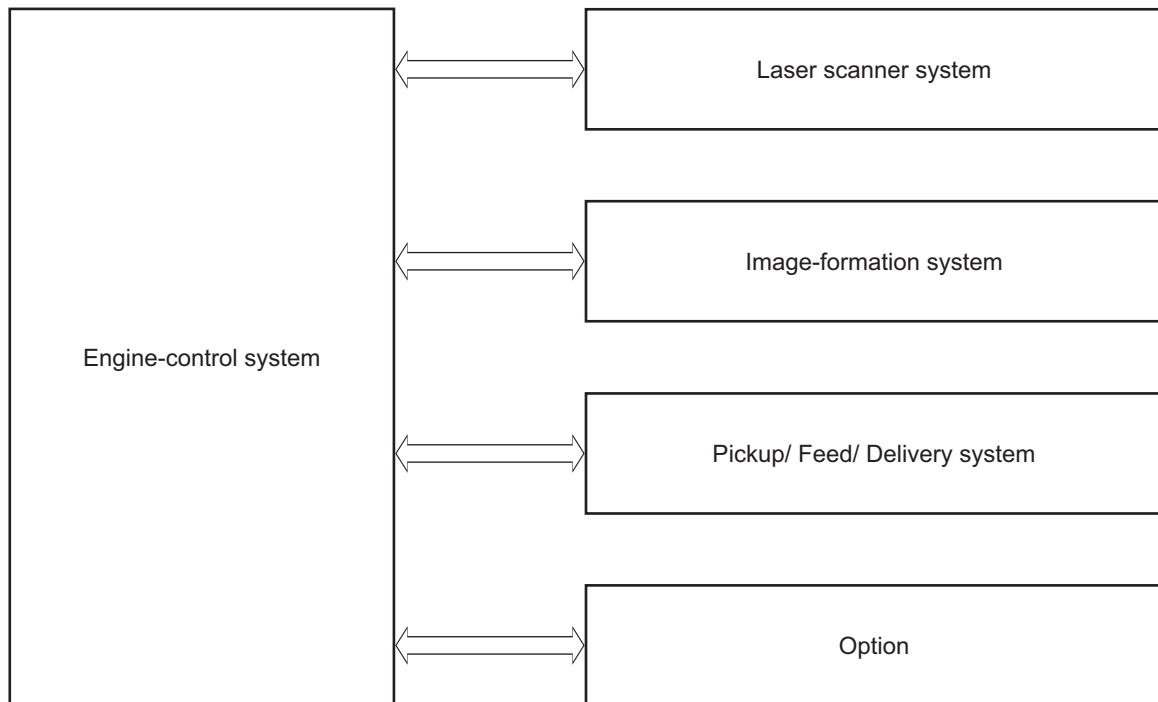 Laser scanner system
Image-formation system
Engine-control system
Pickup/ Feed/ Delivery system
Option